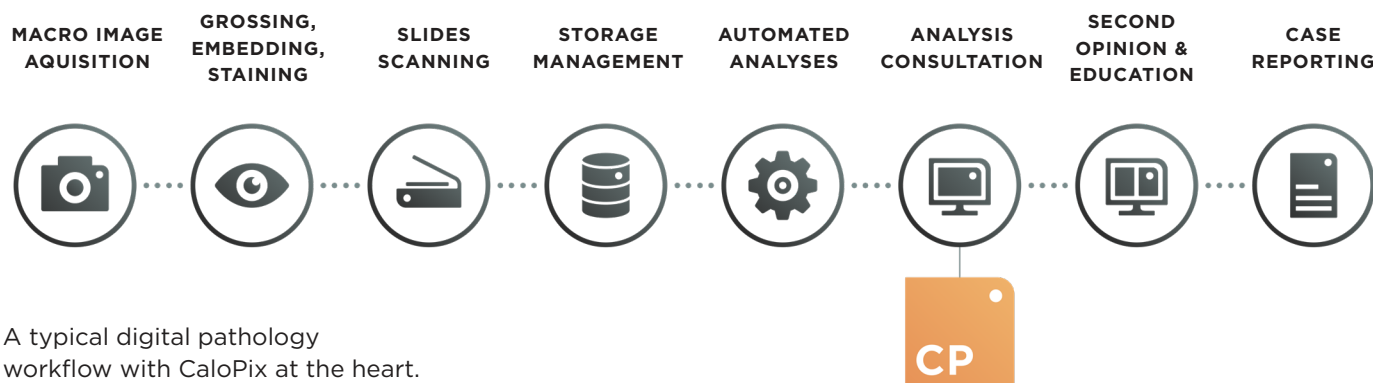 MACRO IMAGE
AQUISITION
GROSSING,
EMBEDDING,
STAINING
SLIDES
SCANNING
STORAGE
MANAGEMENT
AUTOMATED
ANALYSES
ANALYSIS
CONSULTATION
SECOND
OPINION &
EDUCATION
CASE
REPORTING
A typical digital pathology
workflow with CaloPix at the heart.
CP